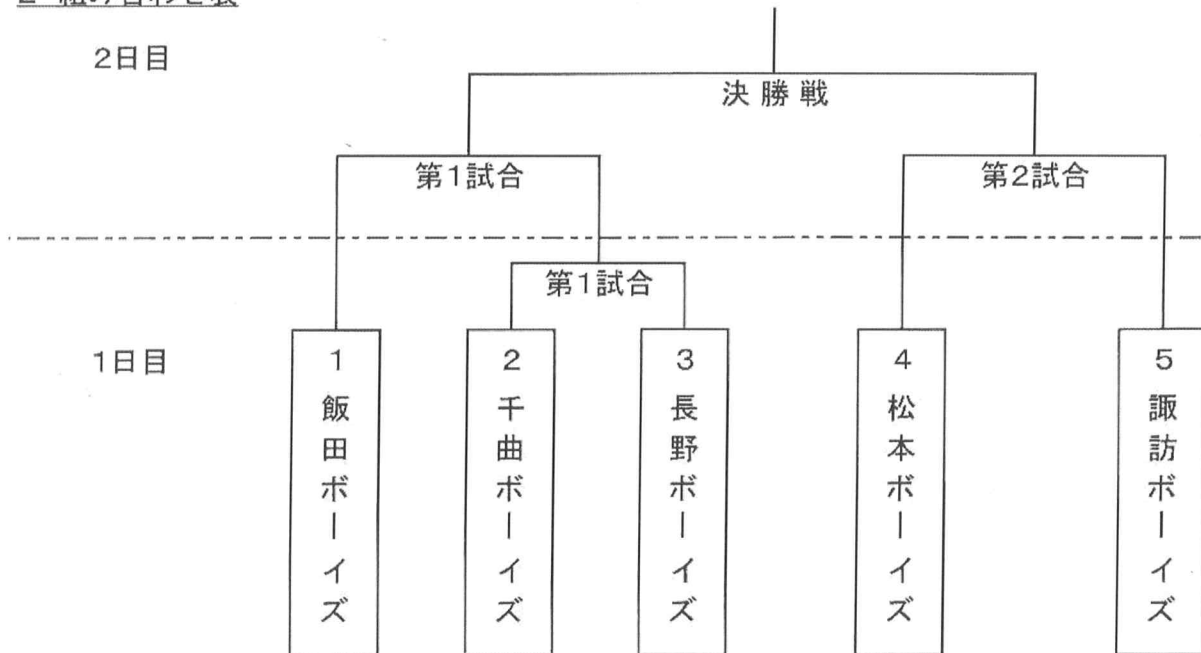 2日目
決勝戦
第1試合
第2試合
第1試合
1日目
1
飯田ボーイズ
2
千曲ボーイズ
3
長野ボーイズ
4
松本ボーイズ
5
諏訪ボーイズ